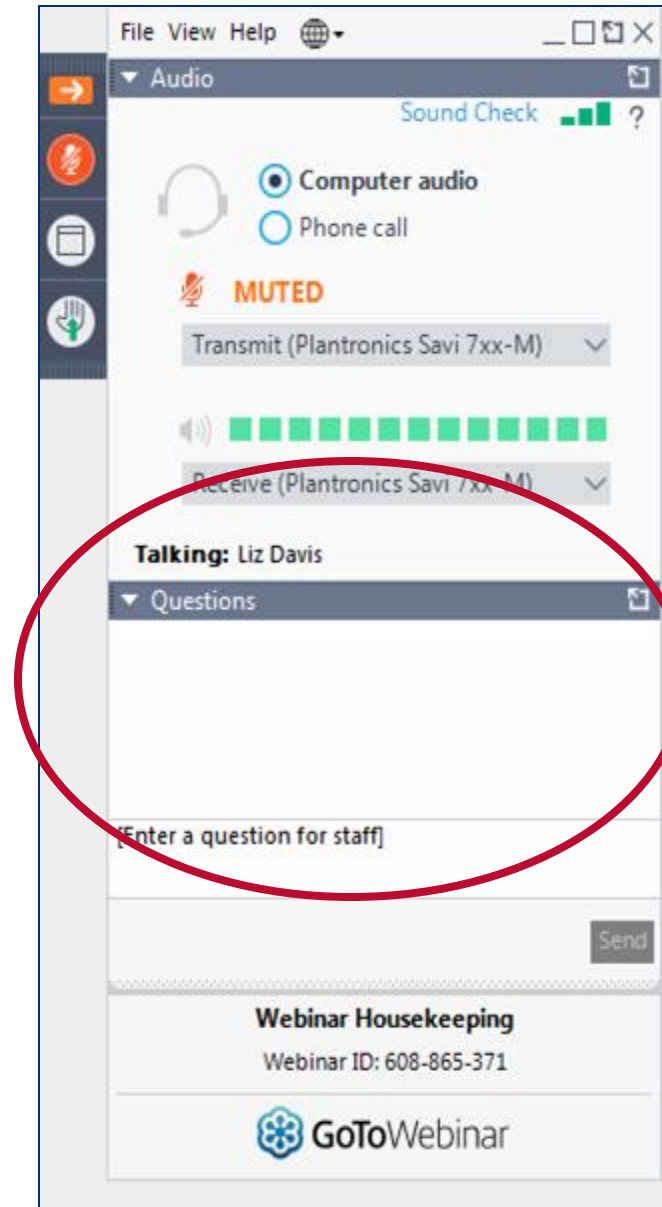 File View Help
Audio
Sound Check ?
Computer audio
Phone call
MUTED
Transmit (Plantronics Savi 7xx-M)
Receive (Plantronics Savi 7xx-M)
Talking: Liz Davis
Questions
[Enter a question for staff]
Send
Webinar Housekeeping
Webinar ID: 608-865-371
GoToWebinar